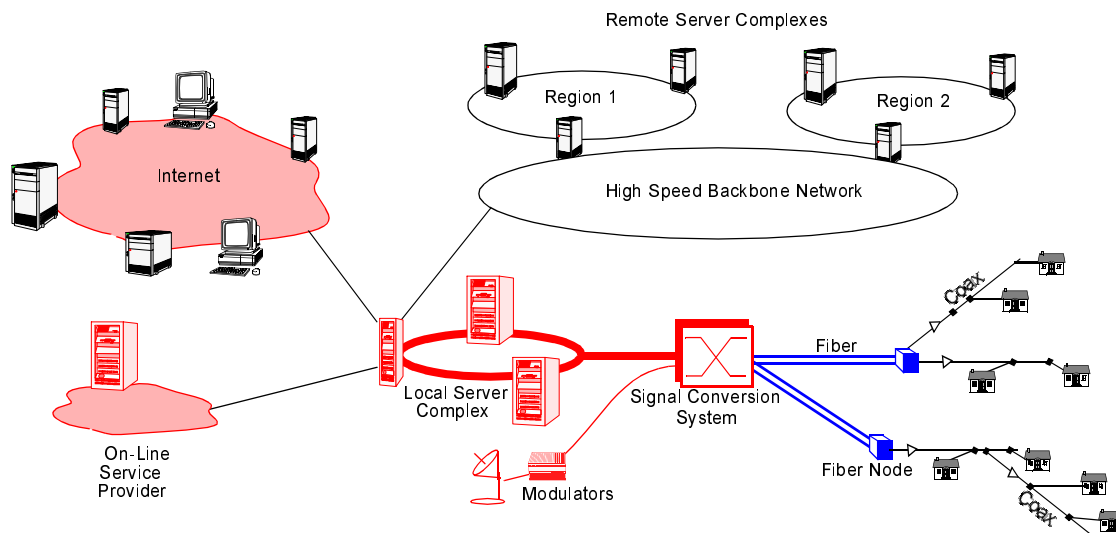 Remote Server Complexes
Region 1
Region 2
Internet
High Speed Backbone Network
Coax
Fiber
Local Server
Complex
Signal Conversion
System
On-Line
Service
Provider
Modulators
Fiber Node
Coax